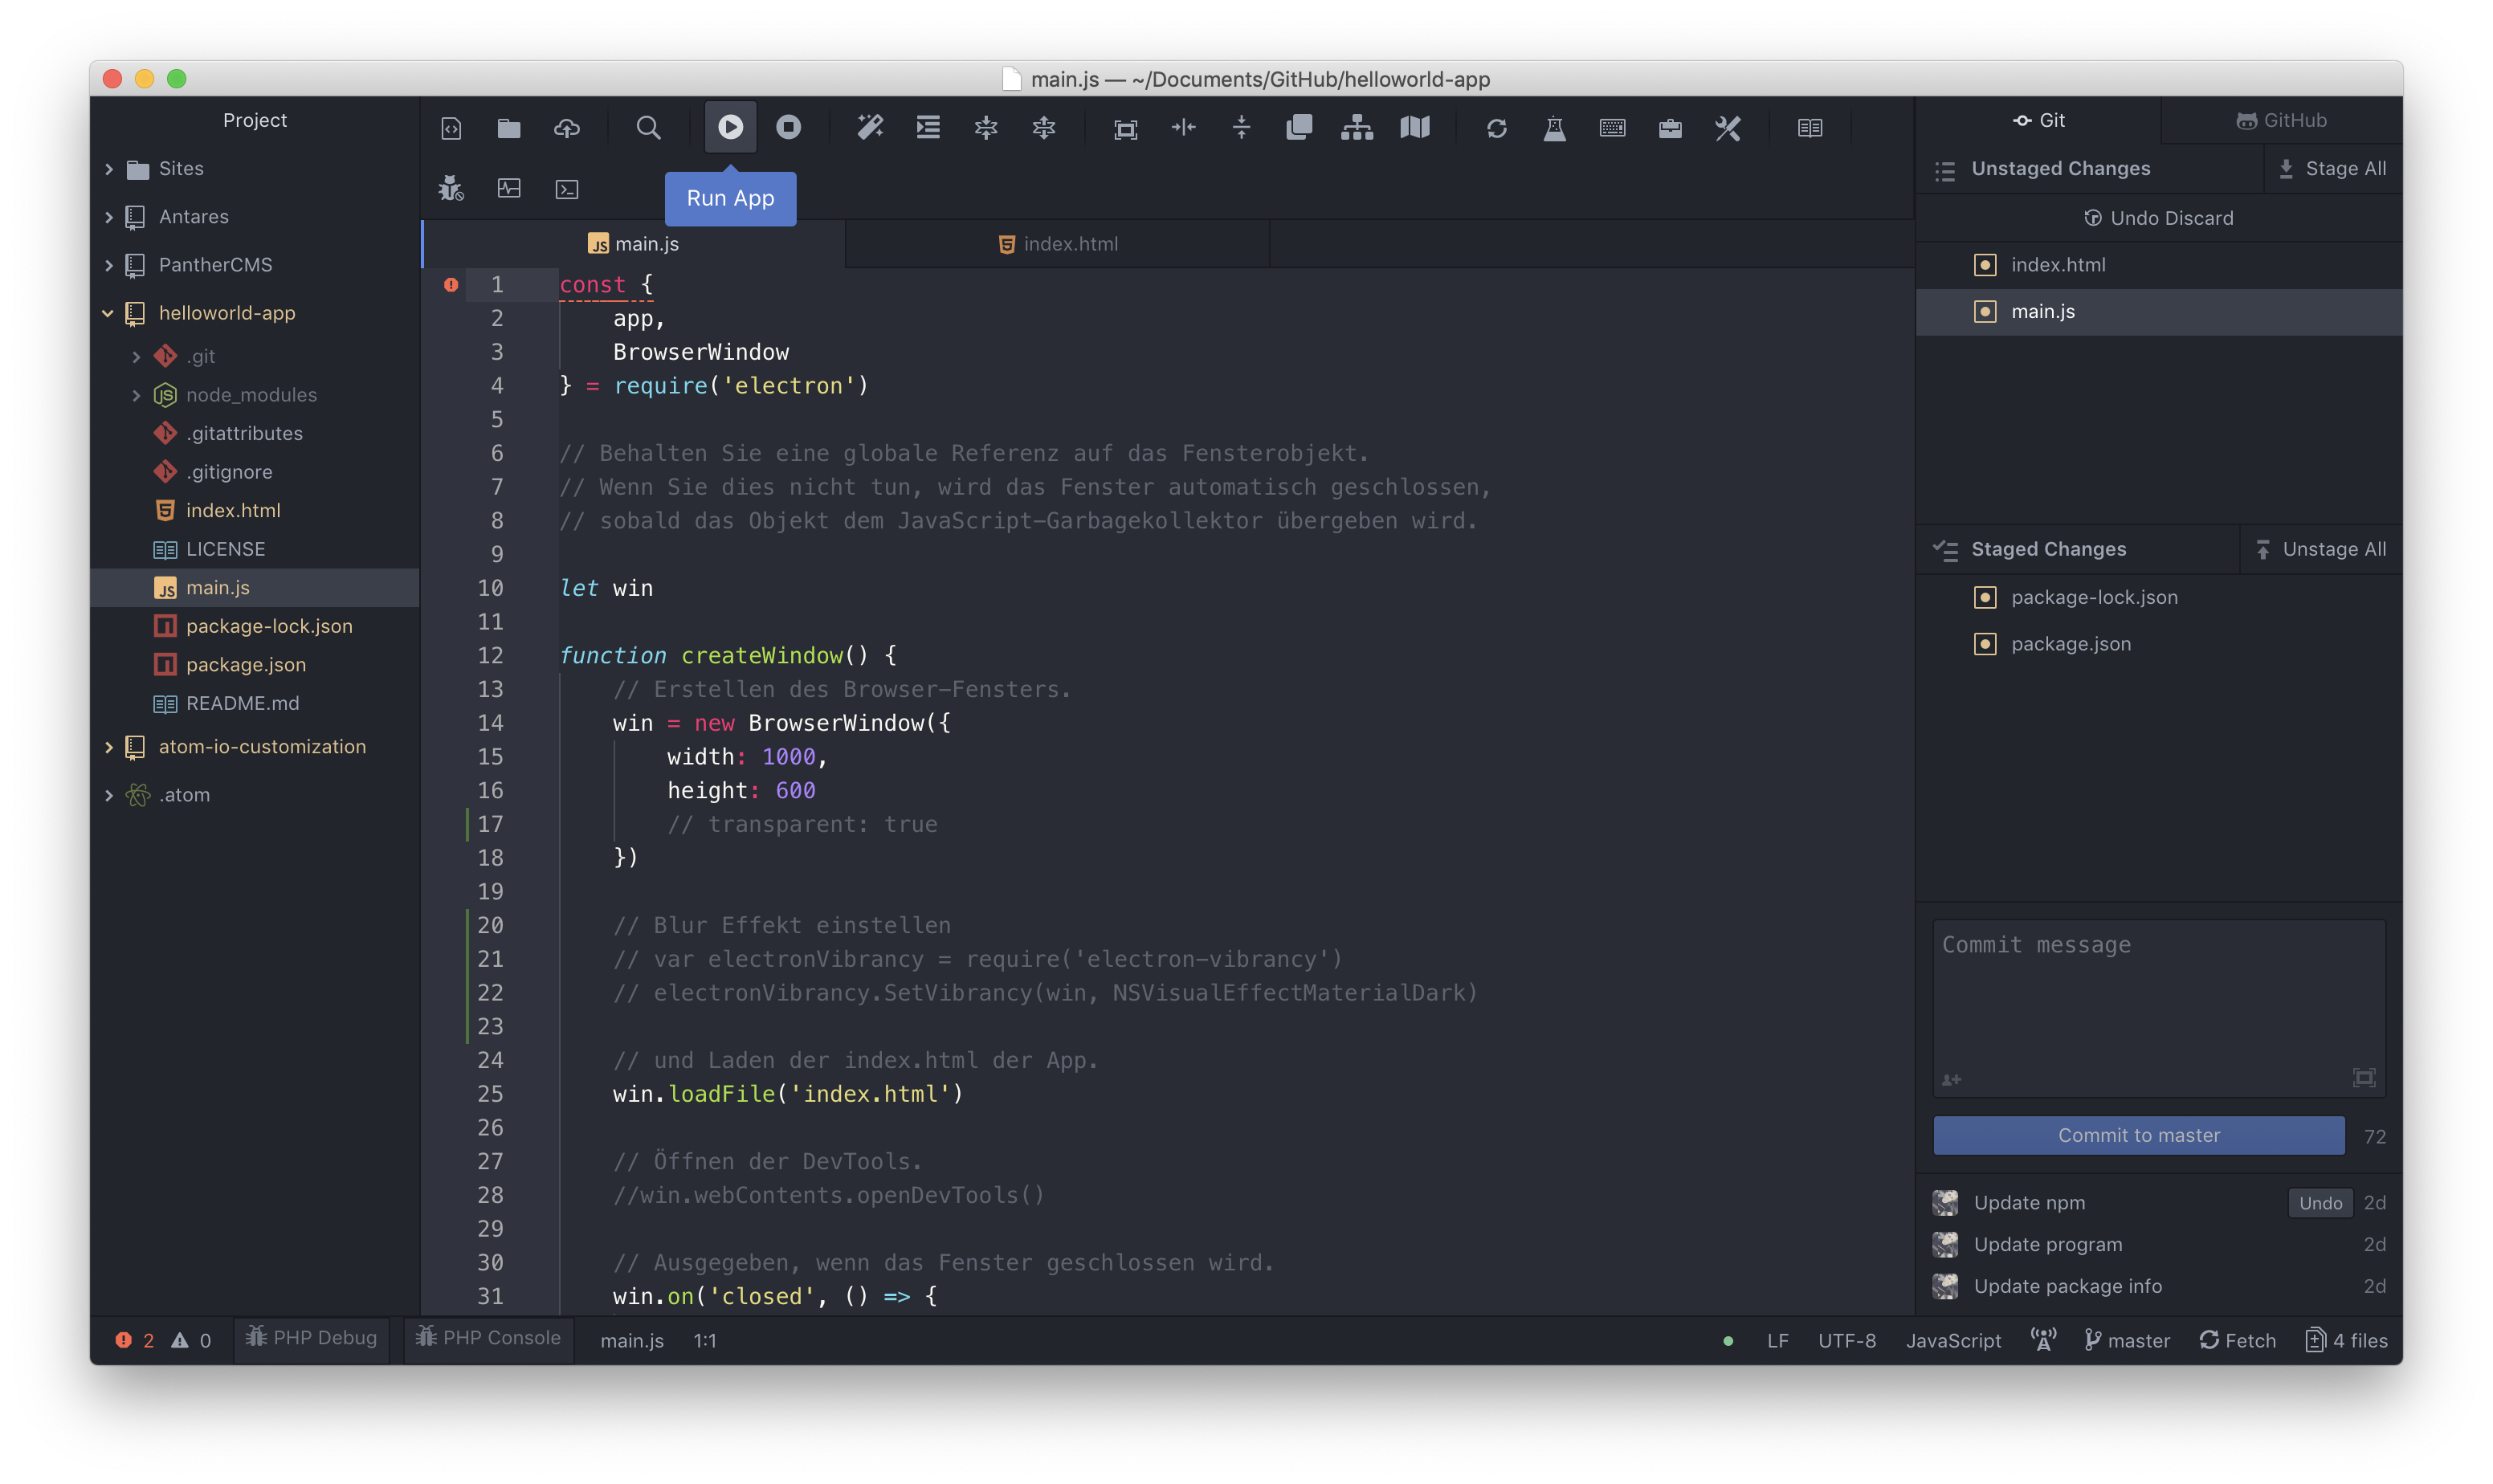 main.js — ~/Documents/GitHub/helloworld-app
Project
Sites
Antares
PantherCMS
helloworld-app
.git
node_modules
.gitattributes
.gitignore
index.html
LICENSE
main.js
package-lock.json
package.json
README.md
atom-io-customization
.atom
Run App
main.js
index.html
1 const {
2 app,
3 BrowserWindow
4 } = require('electron')
5
6 // Behalten Sie eine globale Referenz auf das Fensterobjekt.
7 // Wenn Sie dies nicht tun, wird das Fenster automatisch geschlossen,
8 // sobald das Objekt dem JavaScript-Garbagekollektor übergeben wird.
9
10 let win
11
12 function createWindow() {
13 // Erstellen des Browser-Fensters.
14 win = new BrowserWindow({
15 width: 1000,
16 height: 600
17 // transparent: true
18 })
19
20 // Blur Effekt einstellen
21 // var electronVibrancy = require('electron-vibrancy')
22 // electronVibrancy.SetVibrancy(win, NSVisualEffectMaterialDark)
23
24 // und Laden der index.html der App.
25 win.loadFile('index.html')
26
27 // Öffnen der DevTools.
28 //win.webContents.openDevTools()
29
30 // Ausgegeben, wenn das Fenster geschlossen wird.
31 win.on('closed', () => {
Git
GitHub
Unstaged Changes
Stage All
Undo Discard
index.html
main.js
Staged Changes
Unstage All
package-lock.json
package.json
Commit message
Commit to master 72
Update npm Undo 2d
Update program 2d
Update package info 2d
2 0 PHP Debug PHP Console main.js 1:1 LF UTF-8 JavaScript master Fetch 4 files